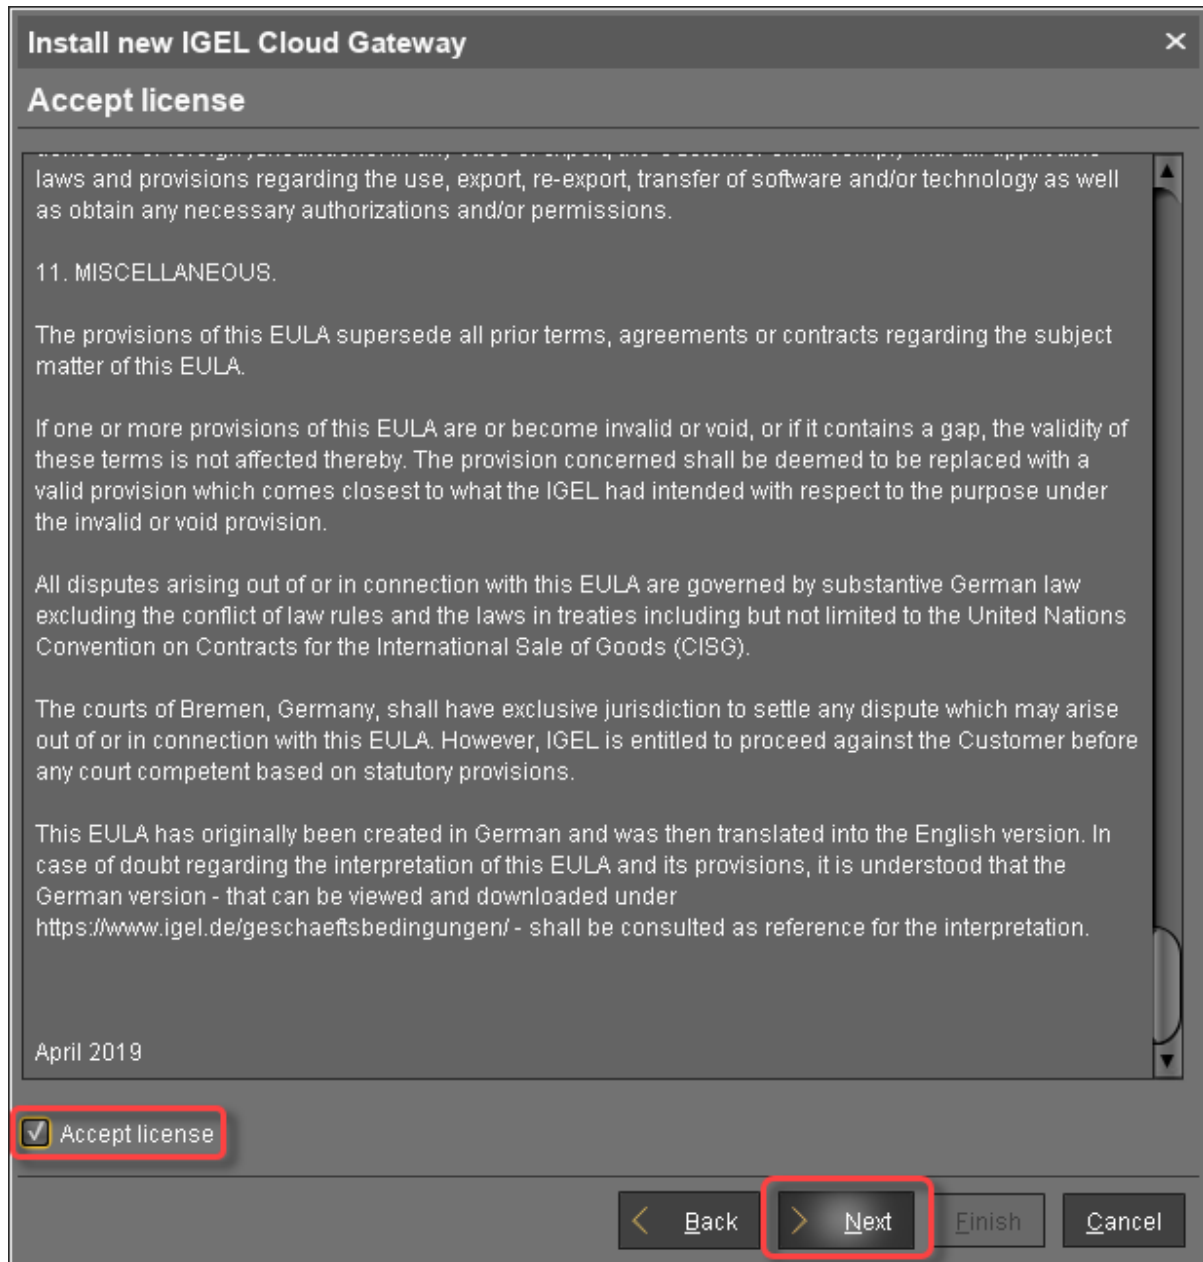 Install new IGEL Cloud Gateway
Accept license
laws and provisions regarding the use, export, re-export, transfer of software and/or technology as well
as obtain any necessary authorizations and/or permissions.
11. MISCELLANEOUS.
The provisions of this EULA supersede all prior terms, agreements or contracts regarding the subject
matter of this EULA.
If one or more provisions of this EULA are or become invalid or void, or if it contains a gap, the validity of
these terms is not affected thereby. The provision concerned shall be deemed to be replaced with a
valid provision which comes closest to what the IGEL had intended with respect to the purpose under
the invalid or void provision.
All disputes arising out of or in connection with this EULA are governed by substantive German law
excluding the conflict of law rules and the laws in treaties including but not limited to the United Nations
Convention on Contracts for the International Sale of Goods (CISG).
The courts of Bremen, Germany, shall have exclusive jurisdiction to settle any dispute which may arise
out of or in connection with this EULA. However, IGEL is entitled to proceed against the Customer before
any court competent based on statutory provisions.
This EULA has originally been created in German and was then translated into the English version. In
case of doubt regarding the interpretation of this EULA and its provisions, it is understood that the
German version - that can be viewed and downloaded under
https://www.igel.de/geschaeftsbedingungen/ - shall be consulted as reference for the interpretation.
April 2019
Accept license
Back Next Finish Cancel